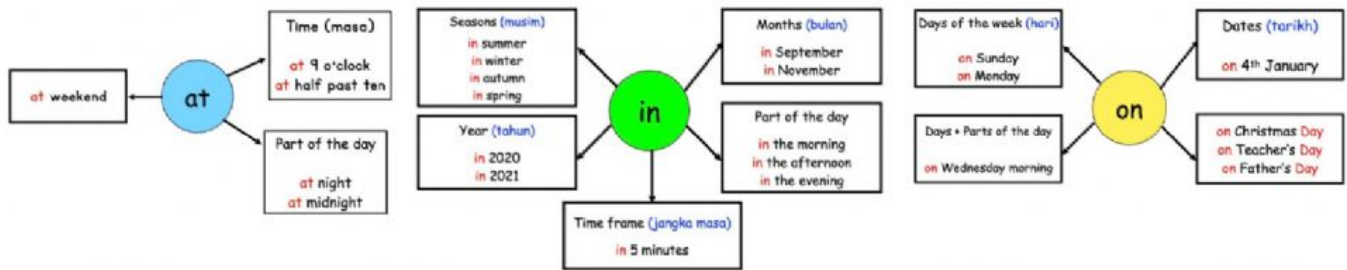 at weekend
at
Time (masa)
at 9 o'clock
at half past ten
Part of the day
at night
at midnight
Seasons (musim)
in summer
in winter
in autumn
in spring
Year (tahun)
in 2020
in 2021
in
Months (bulan)
in September
in November
Part of the day
in the morning
in the afternoon
in the evening
Time frame (jangka masa)
in 5 minutes
Days of the week (hari)
on Sunday
on Monday
Days + Parts of the day
on Wednesday morning
on
Dates (tarikh)
on 4th January
on Christmas Day
on Teacher's Day
on Father's Day